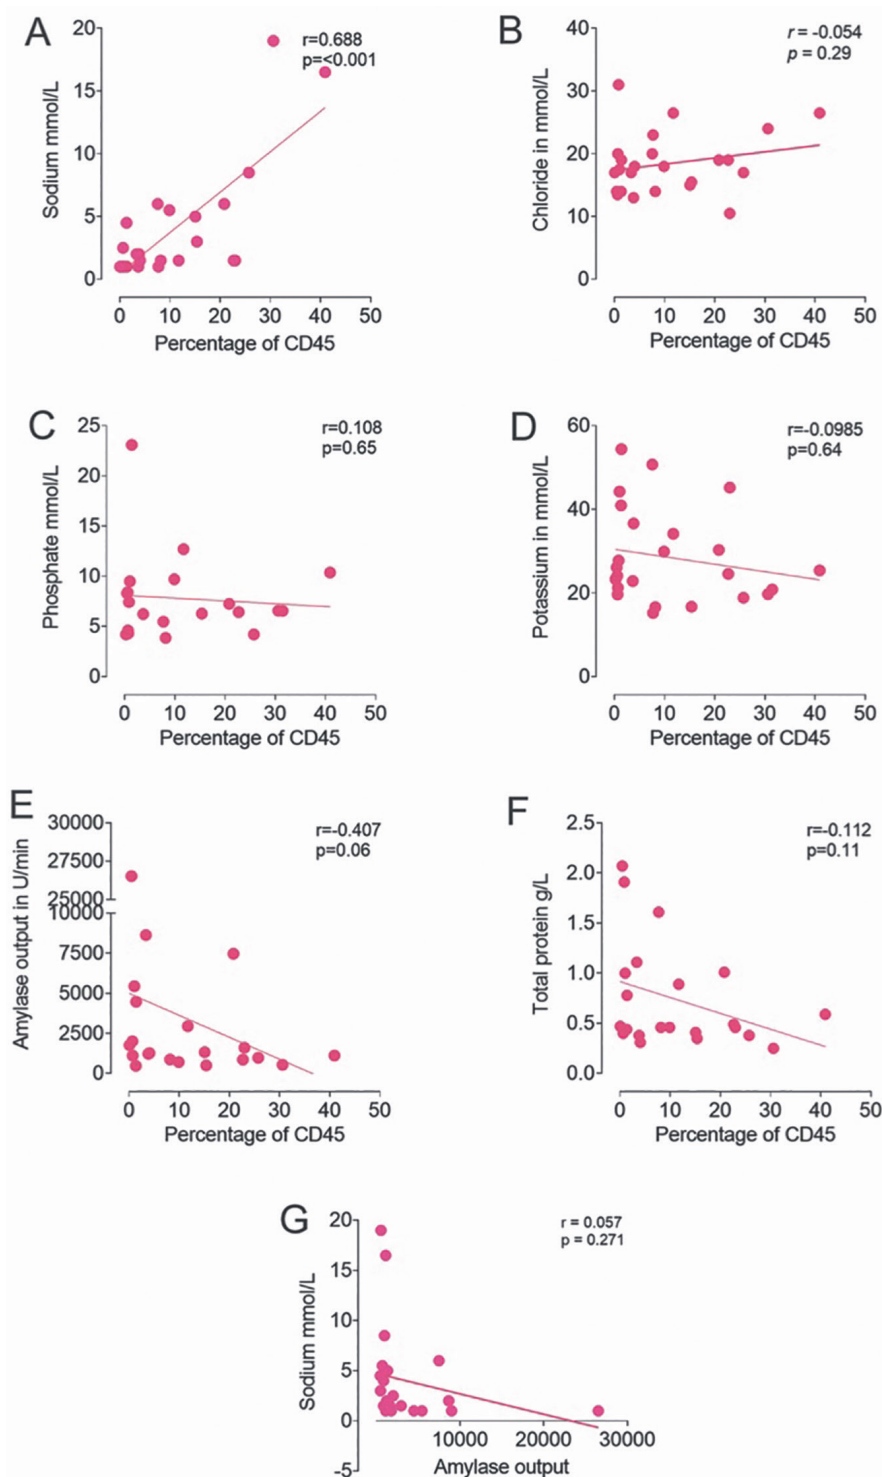 A
r=0.688
p=<0.001
Sodium mmol/L
20
15
10
5
0
0 10 20 30 40 50
Percentage of CD45
B
r = -0.054
p = 0.29
Chloride in mmol/L
40
30
20
10
0
0 10 20 30 40 50
Percentage of CD45
C
r=0.108
p=0.65
Phosphate mmol/L
25
20
15
10
5
0
0 10 20 30 40 50
Percentage of CD45
D
r=-0.0985
p=0.64
Potassium in mmol/L
60
40
20
0
0 10 20 30 40 50
Percentage of CD45
E
r=-0.407
p=0.06
Amylase output in U/min
30000
27500
25000
10000
7500
5000
2500
0
0 10 20 30 40 50
Percentage of CD45
F
r=-0.112
p=0.11
Total protein g/L
2.5
2.0
1.5
1.0
0.5
0.0
0 10 20 30 40 50
Percentage of CD45
G
r = 0.057
p = 0.271
Sodium mmol/L
20
15
10
5
0
-5
10000 20000 30000
Amylase output